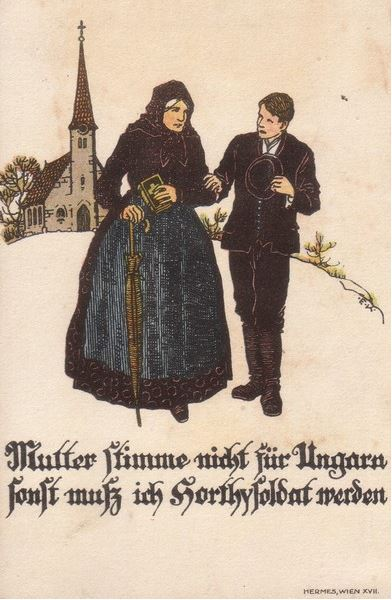 Mutter stimme nicht für Ungarn
sonst muß ich Horthysoldat werden
HERMES, WIEN XVII.